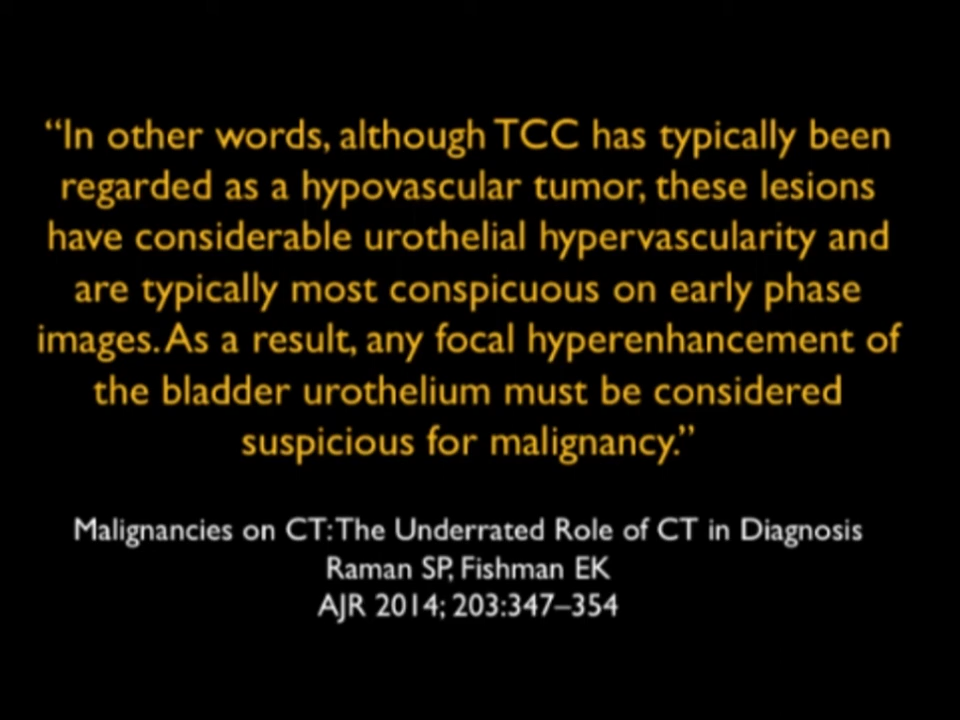 “In other words, although TCC has typically been
regarded as a hypovascular tumor, these lesions
have considerable urothelial hypervascularity and
are typically most conspicuous on early phase
images. As a result, any focal hyperenhancement of
the bladder urothelium must be considered
suspicious for malignancy.”
Malignancies on CT: The Underrated Role of CT in Diagnosis
Raman SP, Fishman EK
AJR 2014; 203:347–354